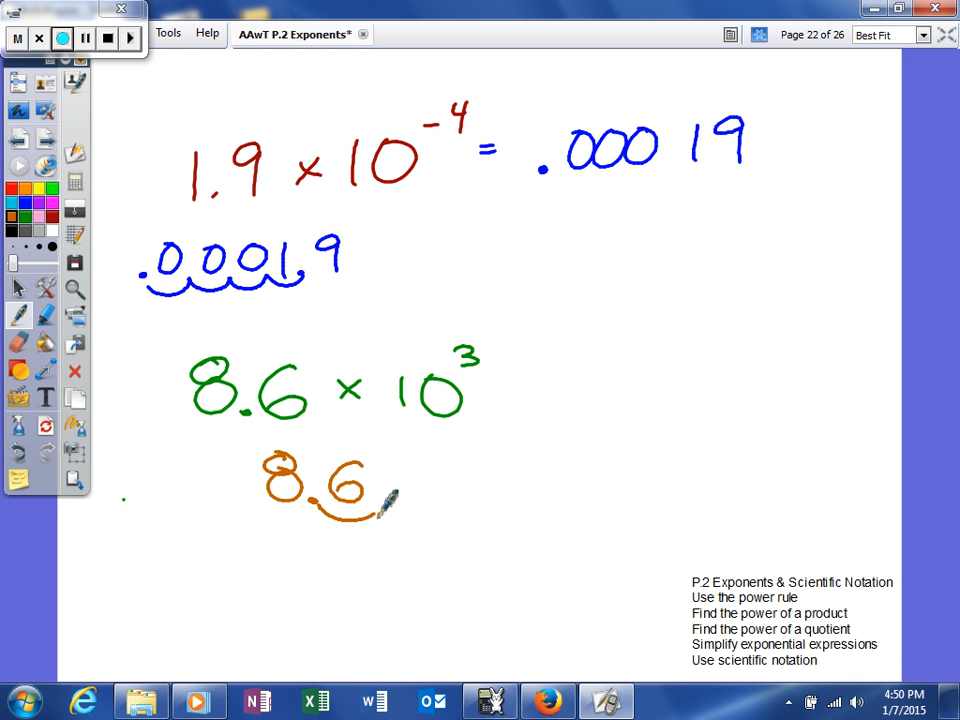 M
Tools Help AAwT P.2 Exponents* Page 22 of 26 Best Fit
1.9 × 10⁻⁴ = .00019
.0001.9
8.6 × 10³
8.6
P.2 Exponents & Scientific Notation
Use the power rule
Find the power of a product
Find the power of a quotient
Simplify exponential expressions
Use scientific notation
4:50 PM
1/7/2015